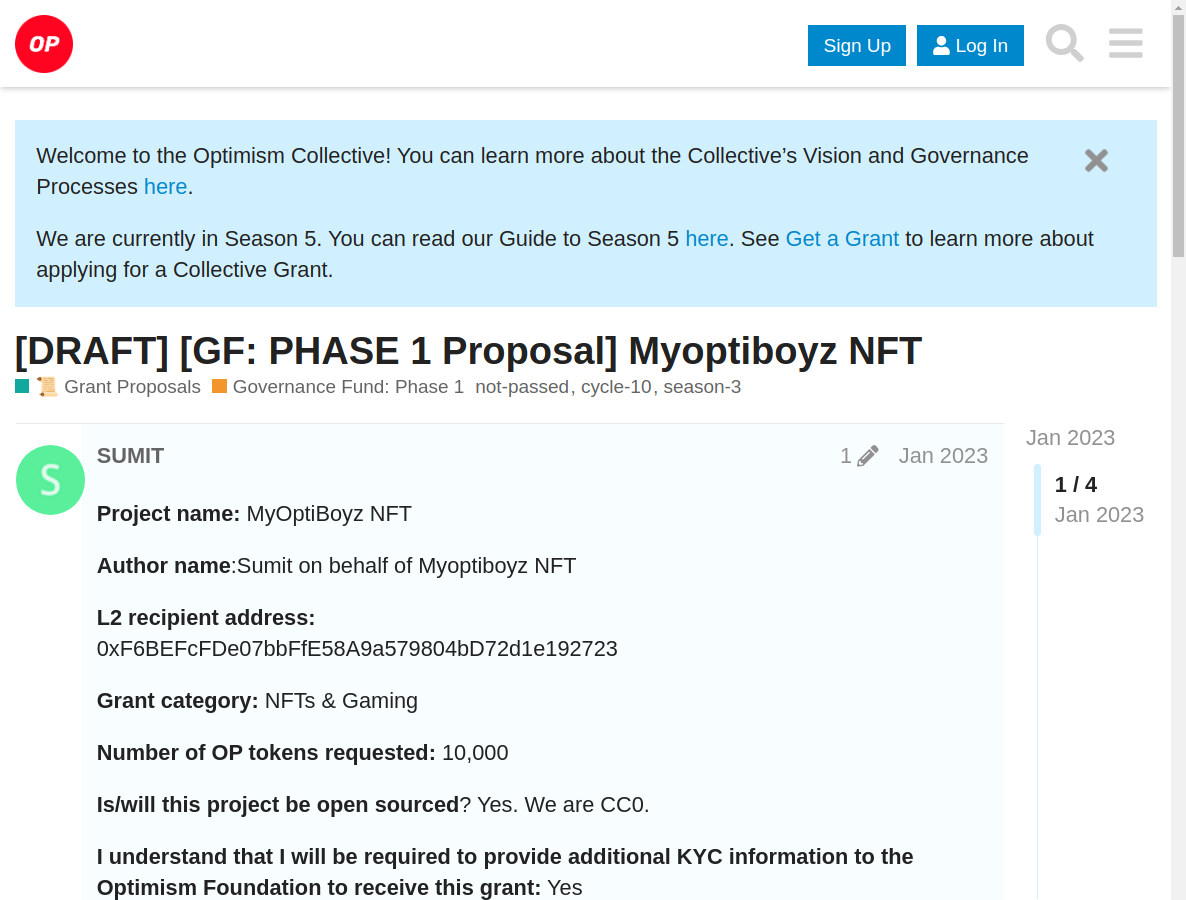 OP
Sign Up
Log In
Welcome to the Optimism Collective! You can learn more about the Collective’s Vision and Governance
Processes here.
We are currently in Season 5. You can read our Guide to Season 5 here. See Get a Grant to learn more about
applying for a Collective Grant.
[DRAFT] [GF: PHASE 1 Proposal] Myoptiboyz NFT
📜 Grant Proposals Governance Fund: Phase 1 not-passed, cycle-10, season-3
S
SUMIT
1
Jan 2023
Jan 2023
1 / 4
Jan 2023
Project name: MyOptiBoyz NFT
Author name:Sumit on behalf of Myoptiboyz NFT
L2 recipient address:
0xF6BEFcFDe07bbFfE58A9a579804bD72d1e192723
Grant category: NFTs & Gaming
Number of OP tokens requested: 10,000
Is/will this project be open sourced? Yes. We are CC0.
I understand that I will be required to provide additional KYC information to the
Optimism Foundation to receive this grant: Yes